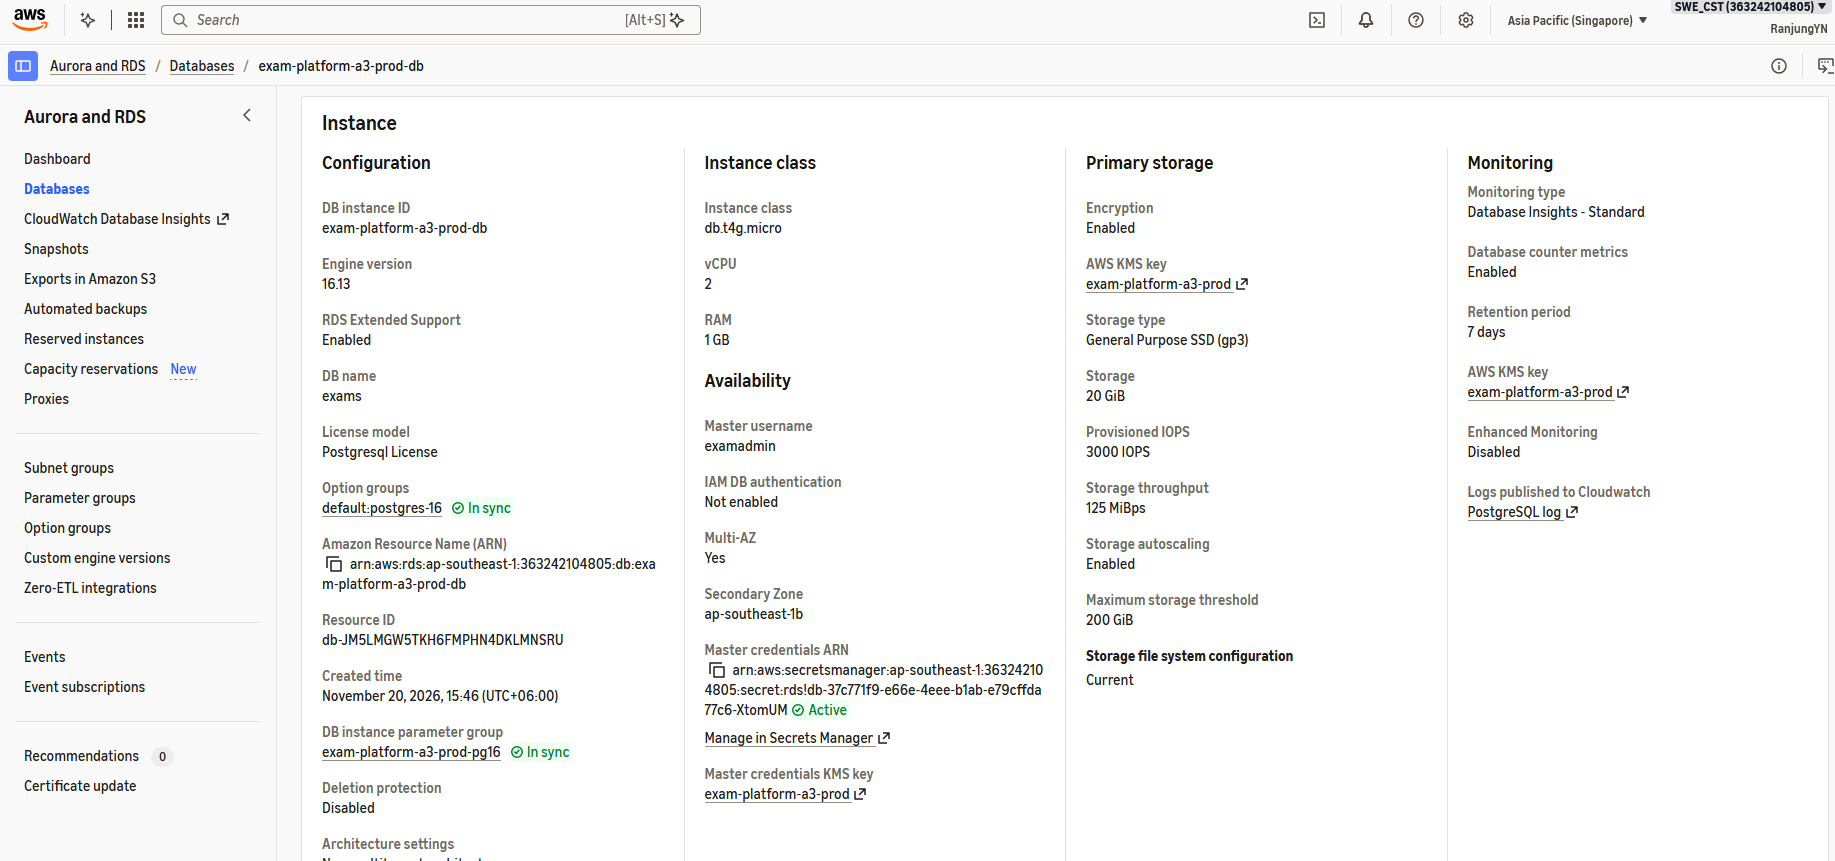 aws
Search
[Alt+S]
Asia Pacific (Singapore)
SWE_CST (363242104805)
RanjungYN
Aurora and RDS / Databases / exam-platform-a3-prod-db
Aurora and RDS
Dashboard
Databases
CloudWatch Database Insights
Snapshots
Exports in Amazon S3
Automated backups
Reserved instances
Capacity reservations New
Proxies
Subnet groups
Parameter groups
Option groups
Custom engine versions
Zero-ETL integrations
Events
Event subscriptions
Recommendations 0
Certificate update
Instance
Configuration
DB instance ID
exam-platform-a3-prod-db
Engine version
16.13
RDS Extended Support
Enabled
DB name
exams
License model
Postgresql License
Option groups
default:postgres-16 In sync
Amazon Resource Name (ARN)
arn:aws:rds:ap-southeast-1:363242104805:db:exa
m-platform-a3-prod-db
Resource ID
db-JM5LMGW5TKH6FMPHN4DKLMNSRU
Created time
November 20, 2026, 15:46 (UTC+06:00)
DB instance parameter group
exam-platform-a3-prod-pg16 In sync
Deletion protection
Disabled
Architecture settings
Instance class
Instance class
db.t4g.micro
vCPU
2
RAM
1 GB
Availability
Master username
examadmin
IAM DB authentication
Not enabled
Multi-AZ
Yes
Secondary Zone
ap-southeast-1b
Master credentials ARN
arn:aws:secretsmanager:ap-southeast-1:36324210
4805:secret:rds!db-37c771f9-e66e-4eee-b1ab-e79cffda
77c6-XtomUM Active
Manage in Secrets Manager
Master credentials KMS key
exam-platform-a3-prod
Primary storage
Encryption
Enabled
AWS KMS key
exam-platform-a3-prod
Storage type
General Purpose SSD (gp3)
Storage
20 GiB
Provisioned IOPS
3000 IOPS
Storage throughput
125 MiBps
Storage autoscaling
Enabled
Maximum storage threshold
200 GiB
Storage file system configuration
Current
Monitoring
Monitoring type
Database Insights - Standard
Database counter metrics
Enabled
Retention period
7 days
AWS KMS key
exam-platform-a3-prod
Enhanced Monitoring
Disabled
Logs published to Cloudwatch
PostgreSQL log